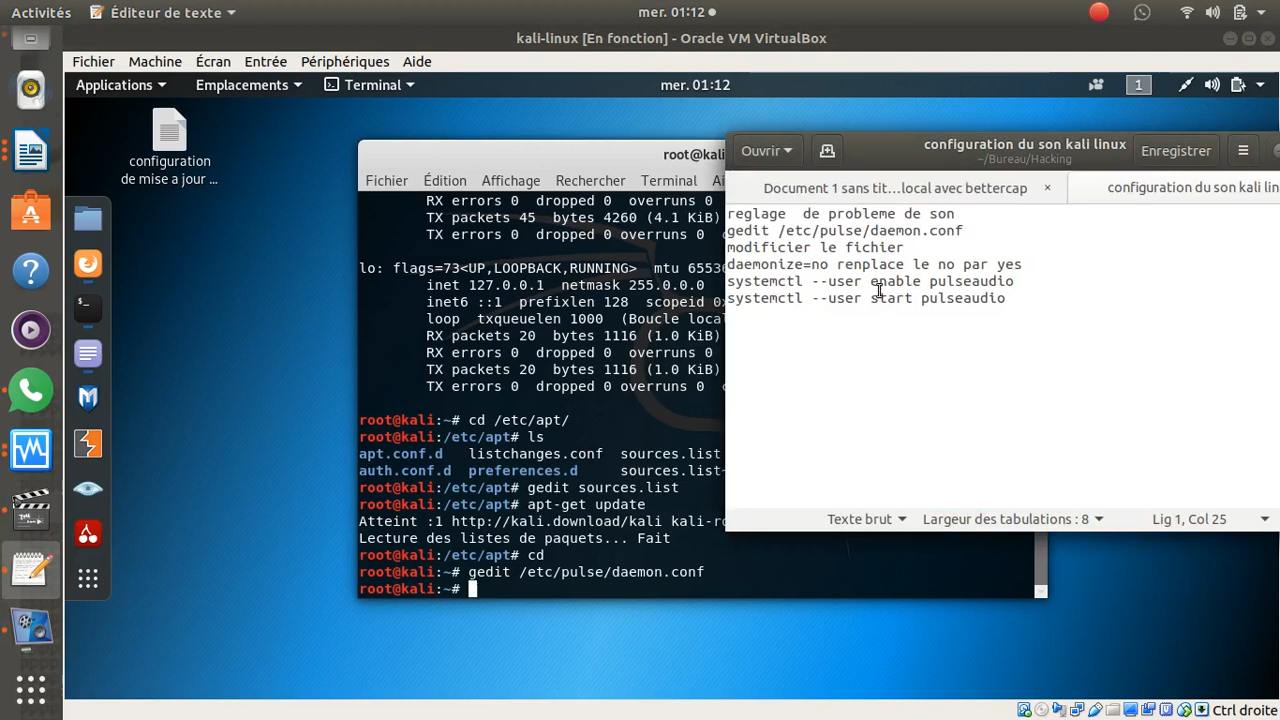 Activités
Éditeur de texte
mer. 01:12
kali-linux [En fonction] - Oracle VM VirtualBox
Fichier Machine Écran Entrée Périphériques Aide
Applications Emplacements Terminal
mer. 01:12
1
configuration
de mise a jour ...
root@kali
Fichier Édition Affichage Rechercher Terminal
RX errors 0 dropped 0 overruns 0
TX packets 45 bytes 4260 (4.1 KiB)
TX errors 0 dropped 0 overruns 0
lo: flags=73<UP,LOOPBACK,RUNNING> mtu 6553
inet 127.0.0.1 netmask 255.0.0.0
inet6 ::1 prefixlen 128 scopeid 0x
loop txqueuelen 1000 (Boucle local
RX packets 20 bytes 1116 (1.0 KiB)
RX errors 0 dropped 0 overruns 0
TX packets 20 bytes 1116 (1.0 KiB)
TX errors 0 dropped 0 overruns 0
root@kali:~# cd /etc/apt/
root@kali:/etc/apt# ls
apt.conf.d listchanges.conf sources.list
auth.conf.d preferences.d sources.list~
root@kali:/etc/apt# gedit sources.list
root@kali:/etc/apt# apt-get update
Atteint :1 http://kali.download/kali kali-ro
Lecture des listes de paquets... Fait
root@kali:/etc/apt# cd
root@kali:~# gedit /etc/pulse/daemon.conf
root@kali:~#
Ouvrir
configuration du son kali linux
~/Bureau/Hacking
Enregistrer
Document 1 sans tit...local avec bettercap
configuration du son kali lin
reglage de probleme de son
gedit /etc/pulse/daemon.conf
modificier le fichier
daemonize=no renplace le no par yes
systemctl --user enable pulseaudio
systemctl --user start pulseaudio
Texte brut
Largeur des tabulations : 8
Lig 1, Col 25
Ctrl droite